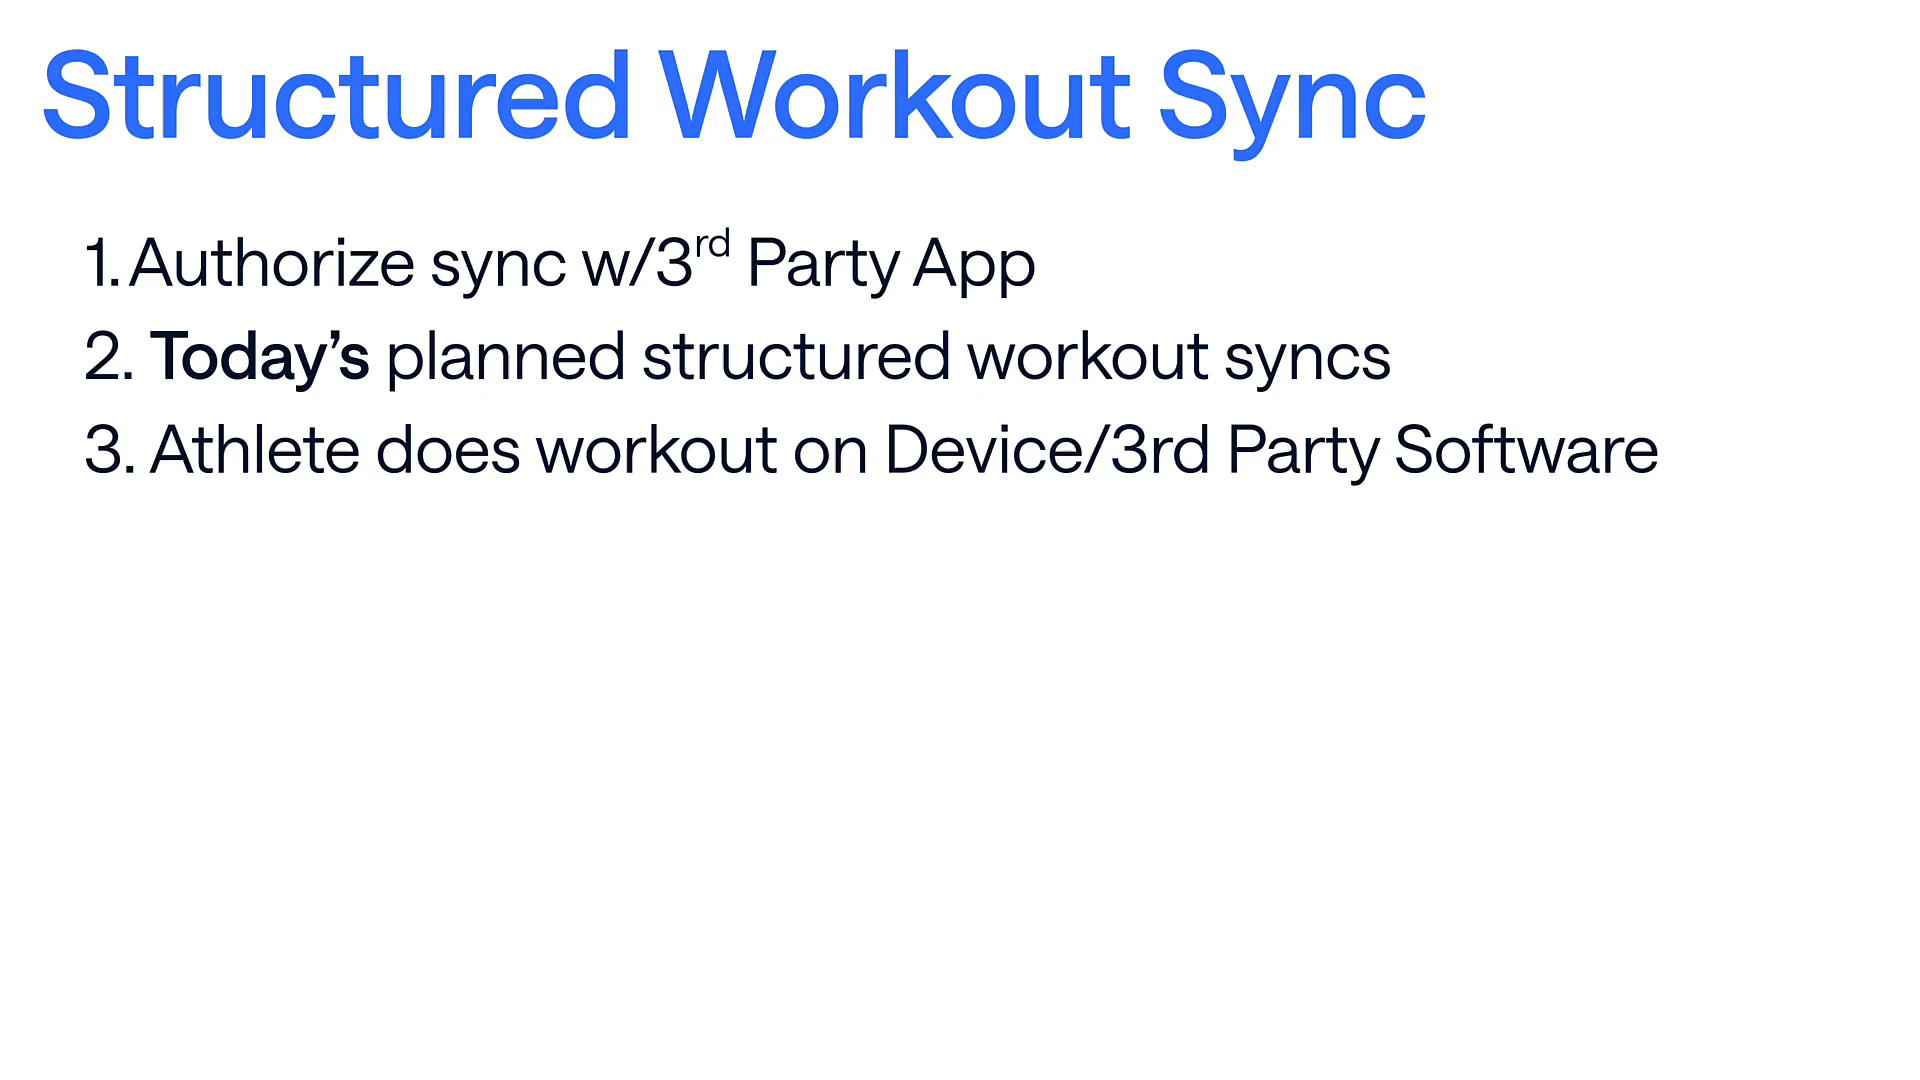 Structured Workout Sync
1. Authorize sync w/3rd Party App
2. Today’s planned structured workout syncs
3. Athlete does workout on Device/3rd Party Software